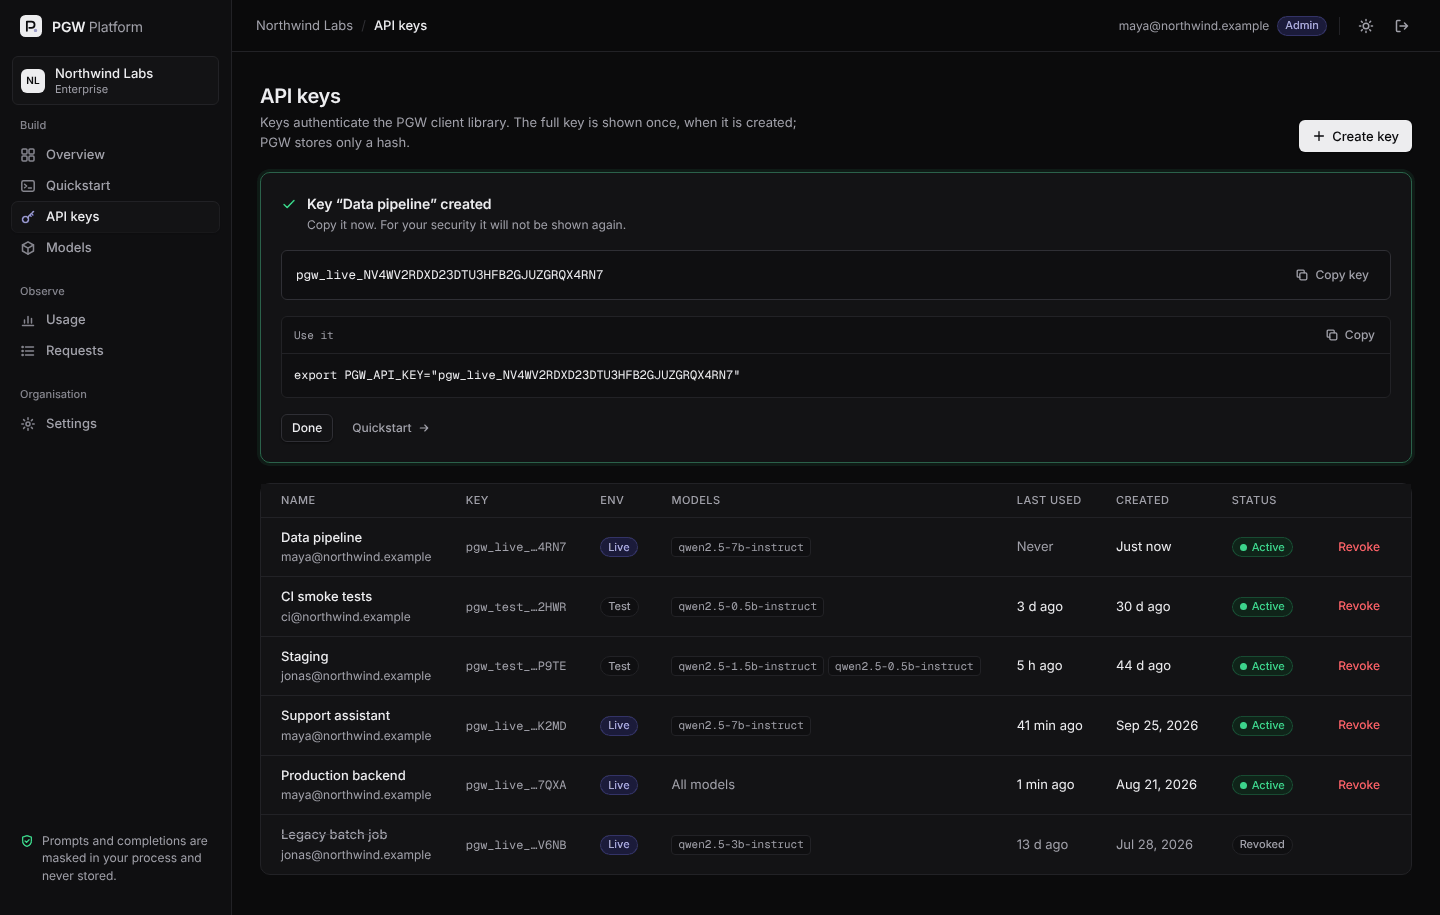 P. PGW Platform
NL Northwind Labs
Enterprise
Build
Overview
Quickstart
API keys
Models
Observe
Usage
Requests
Organisation
Settings
Prompts and completions are
masked in your process and
never stored.
Northwind Labs / API keys
maya@northwind.example Admin
API keys
Keys authenticate the PGW client library. The full key is shown once, when it is created;
PGW stores only a hash.
+ Create key
Key “Data pipeline” created
Copy it now. For your security it will not be shown again.
pgw_live_NV4WV2RDXD23DTU3HFB2GJUZGRQX4RN7 Copy key
Use it Copy
export PGW_API_KEY="pgw_live_NV4WV2RDXD23DTU3HFB2GJUZGRQX4RN7"
Done Quickstart →
NAME KEY ENV MODELS LAST USED CREATED STATUS
Data pipeline
maya@northwind.example pgw_live_…4RN7 Live qwen2.5-7b-instruct Never Just now Active Revoke
CI smoke tests
ci@northwind.example pgw_test_…2HWR Test qwen2.5-0.5b-instruct 3 d ago 30 d ago Active Revoke
Staging
jonas@northwind.example pgw_test_…P9TE Test qwen2.5-1.5b-instruct qwen2.5-0.5b-instruct 5 h ago 44 d ago Active Revoke
Support assistant
maya@northwind.example pgw_live_…K2MD Live qwen2.5-7b-instruct 41 min ago Sep 25, 2026 Active Revoke
Production backend
maya@northwind.example pgw_live_…7QXA Live All models 1 min ago Aug 21, 2026 Active Revoke
Legacy batch job
jonas@northwind.example pgw_live_…V6NB Live qwen2.5-3b-instruct 13 d ago Jul 28, 2026 Revoked